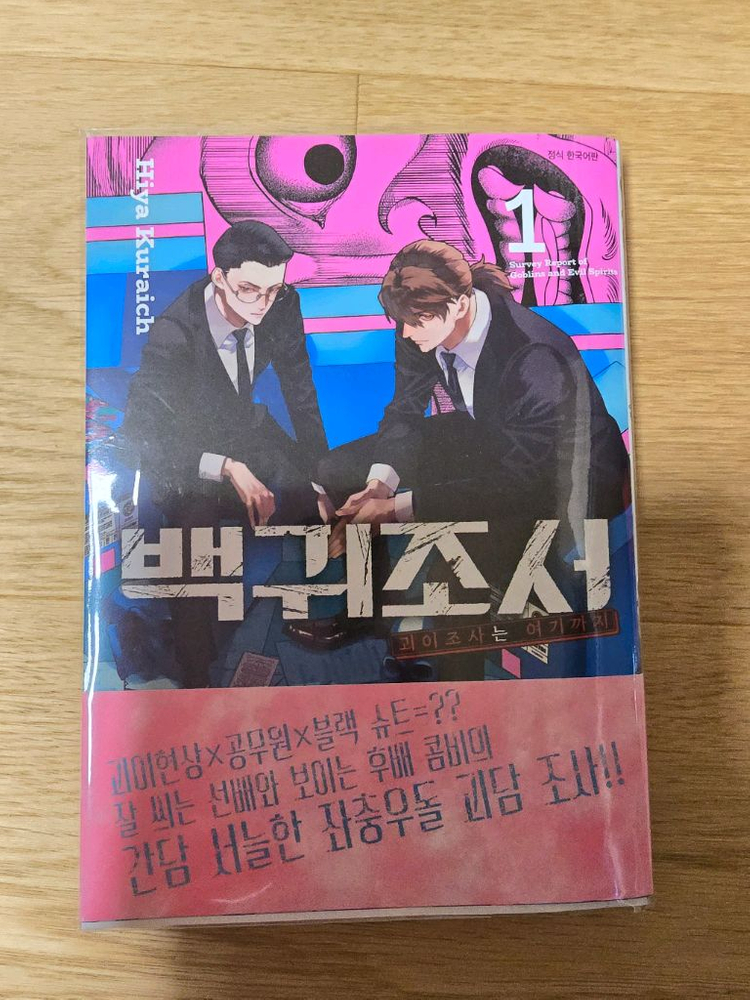 정식 한국어판
Hiya Kuraich
1
Survey Report of
Goblins and Evil Spirits
백귀조서
괴이조사는 여기까지
괴이현상×공무원×블랙 슈트=??
잘 씌는 선배와 보이는 후배 콤비의
간담 서늘한 좌충우돌 괴담 조사!!